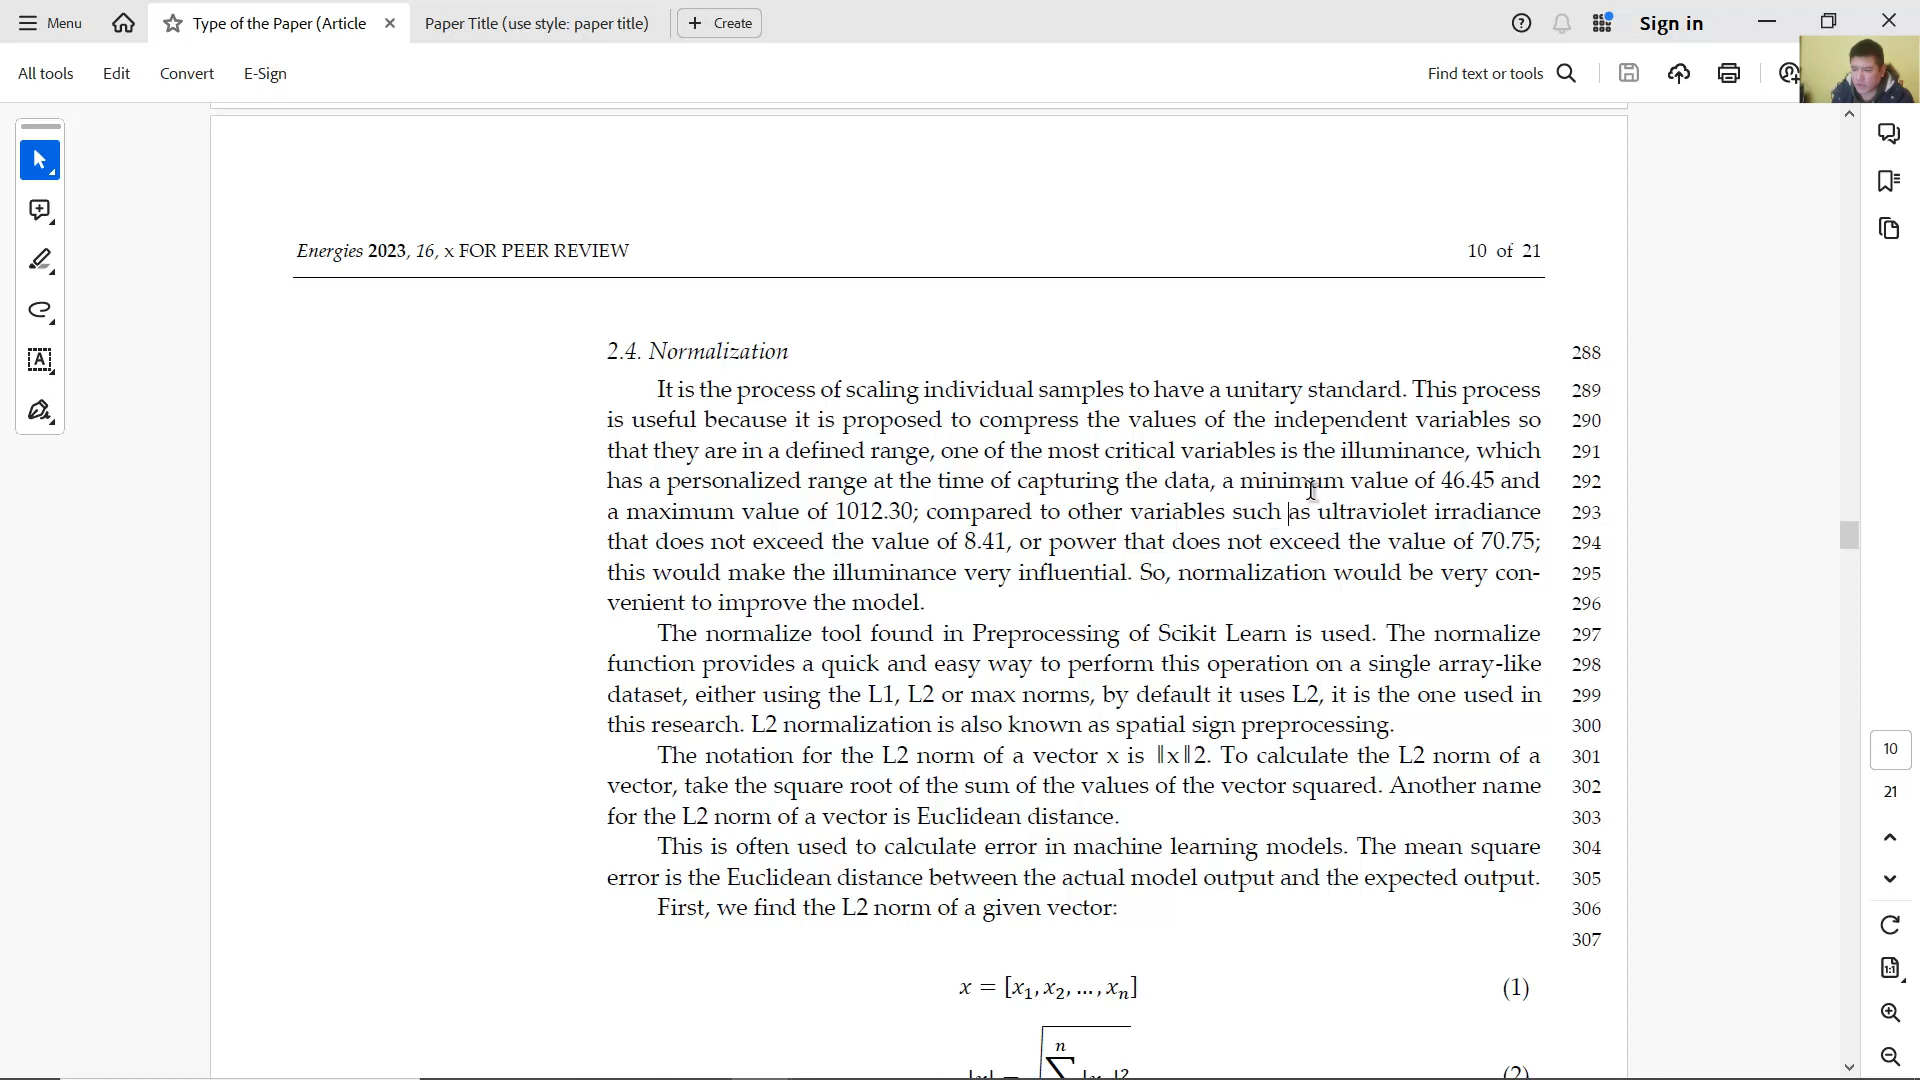 Menu
Type of the Paper (Article
Paper Title (use style: paper title)
Create
Sign in
All tools
Edit
Convert
E-Sign
Find text or tools
Energies 2023, 16, x FOR PEER REVIEW
10 of 21
2.4. Normalization 288
It is the process of scaling individual samples to have a unitary standard. This process 289
is useful because it is proposed to compress the values of the independent variables so 290
that they are in a defined range, one of the most critical variables is the illuminance, which 291
has a personalized range at the time of capturing the data, a minimum value of 46.45 and 292
a maximum value of 1012.30; compared to other variables such as ultraviolet irradiance 293
that does not exceed the value of 8.41, or power that does not exceed the value of 70.75; 294
this would make the illuminance very influential. So, normalization would be very con- 295
venient to improve the model. 296
The normalize tool found in Preprocessing of Scikit Learn is used. The normalize 297
function provides a quick and easy way to perform this operation on a single array-like 298
dataset, either using the L1, L2 or max norms, by default it uses L2, it is the one used in 299
this research. L2 normalization is also known as spatial sign preprocessing. 300
The notation for the L2 norm of a vector x is ‖x‖2. To calculate the L2 norm of a 301
vector, take the square root of the sum of the values of the vector squared. Another name 302
for the L2 norm of a vector is Euclidean distance. 303
This is often used to calculate error in machine learning models. The mean square 304
error is the Euclidean distance between the actual model output and the expected output. 305
First, we find the L2 norm of a given vector: 306
307
x = [x₁, x₂, …, xₙ] (1)
n
10
21